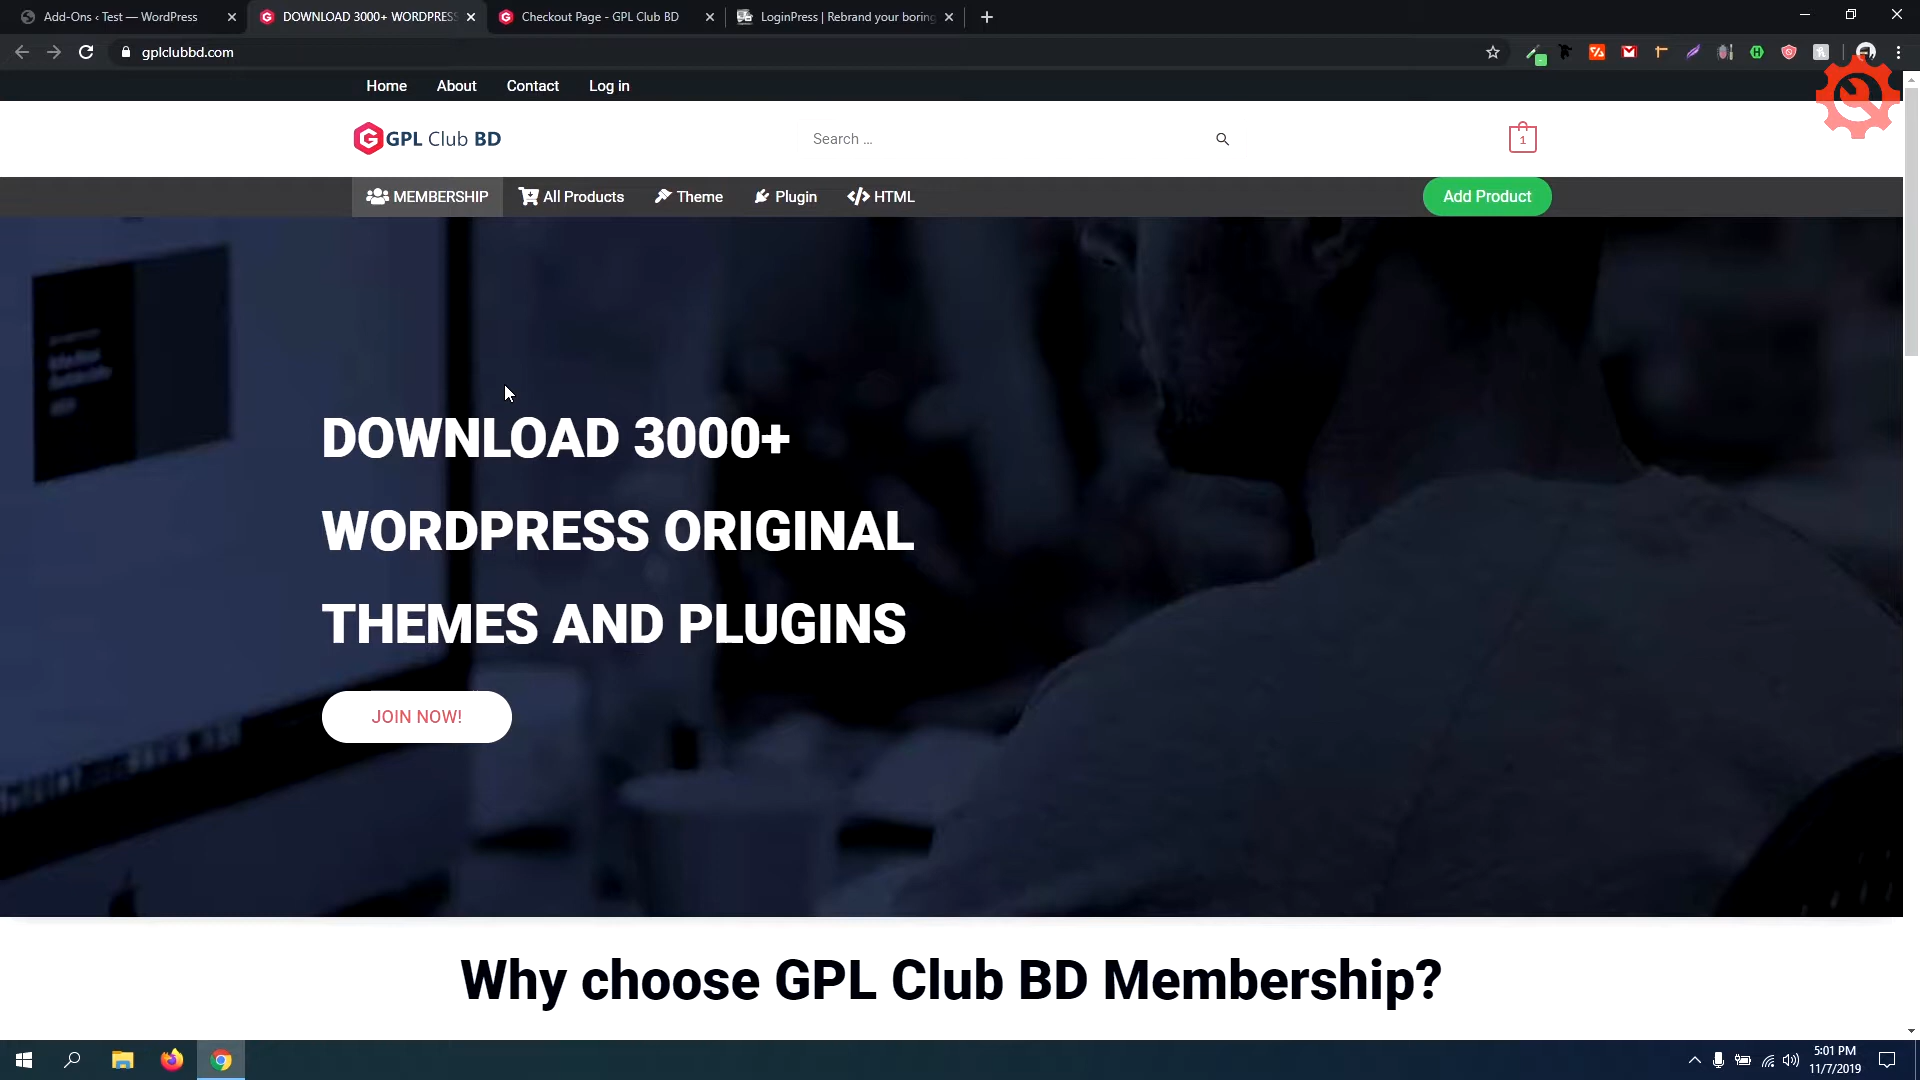 Add-Ons ‹ Test — WordPress
DOWNLOAD 3000+ WORDPRESS
Checkout Page - GPL Club BD
LoginPress | Rebrand your boring
gplclubbd.com
Home About Contact Log in
GPL Club BD
Search ...
1
MEMBERSHIP All Products Theme Plugin HTML Add Product
DOWNLOAD 3000+
WORDPRESS ORIGINAL
THEMES AND PLUGINS
JOIN NOW!
Why choose GPL Club BD Membership?
5:01 PM
11/7/2019